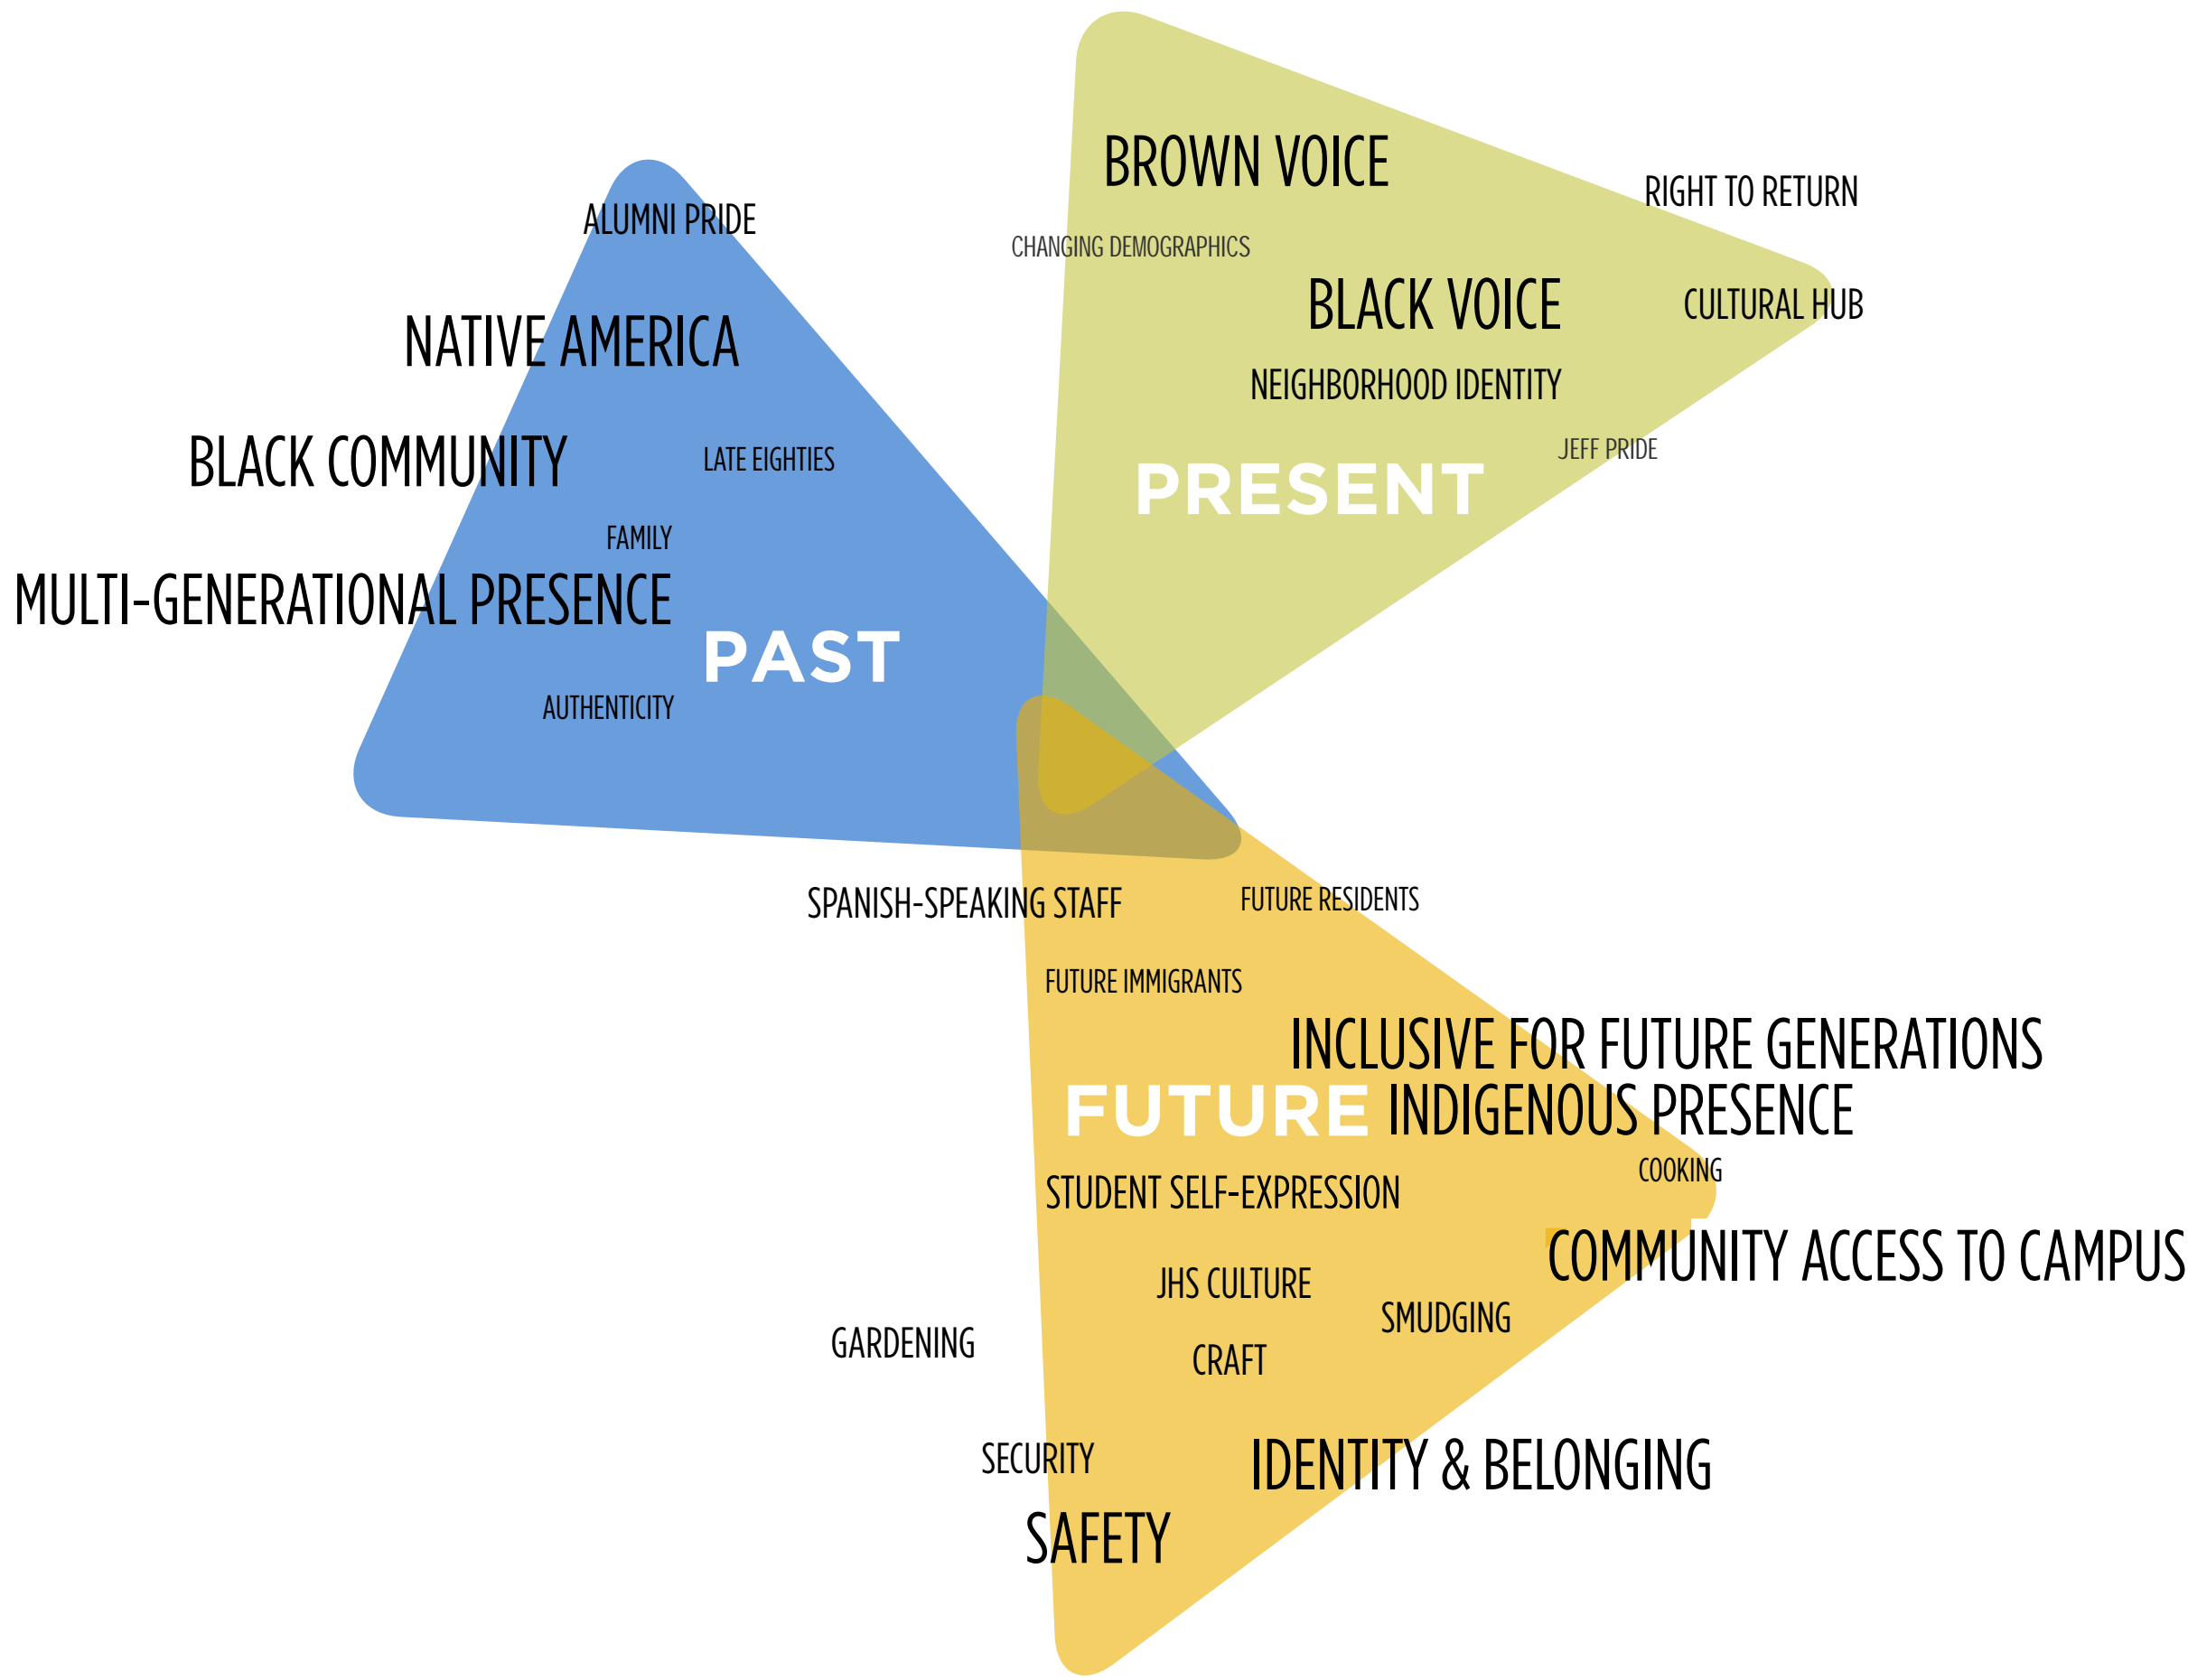 BROWN VOICE
RIGHT TO RETURN
CHANGING DEMOGRAPHICS
BLACK VOICE
CULTURAL HUB
NEIGHBORHOOD IDENTITY
JEFF PRIDE
PRESENT
ALUMNI PRIDE
NATIVE AMERICA
BLACK COMMUNITY
LATE EIGHTIES
FAMILY
MULTI-GENERATIONAL PRESENCE
PAST
AUTHENTICITY
SPANISH-SPEAKING STAFF
FUTURE RESIDENTS
FUTURE IMMIGRANTS
INCLUSIVE FOR FUTURE GENERATIONS
FUTURE
INDIGENOUS PRESENCE
COOKING
STUDENT SELF-EXPRESSION
COMMUNITY ACCESS TO CAMPUS
JHS CULTURE
SMUDGING
GARDENING
CRAFT
SECURITY
IDENTITY & BELONGING
SAFETY